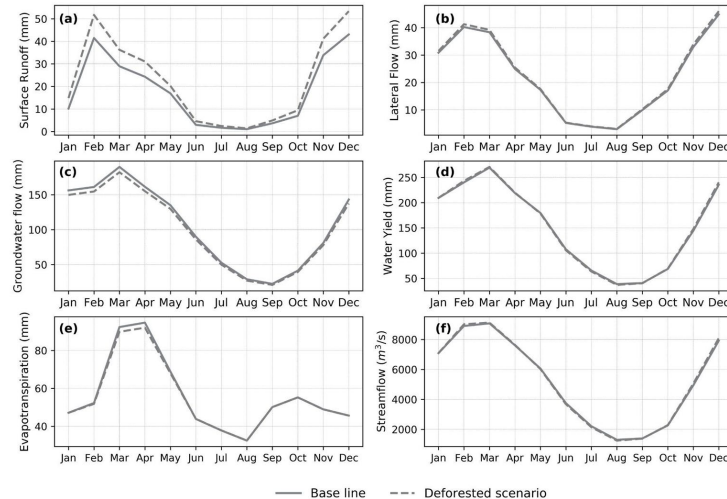 (a)
Surface Runoff (mm)
50
40
30
20
10
0
Jan Feb Mar Apr May Jun Jul Aug Sep Oct Nov Dec
(b)
Lateral Flow (mm)
40
30
20
10
Jan Feb Mar Apr May Jun Jul Aug Sep Oct Nov Dec
(c)
Groundwater flow (mm)
150
100
50
Jan Feb Mar Apr May Jun Jul Aug Sep Oct Nov Dec
(d)
Water Yield (mm)
250
200
150
100
50
Jan Feb Mar Apr May Jun Jul Aug Sep Oct Nov Dec
(e)
Evapotranspiration (mm)
80
60
40
Jan Feb Mar Apr May Jun Jul Aug Sep Oct Nov Dec
(f)
Streamflow (m³/s)
8000
6000
4000
2000
Jan Feb Mar Apr May Jun Jul Aug Sep Oct Nov Dec
Base line
Deforested scenario